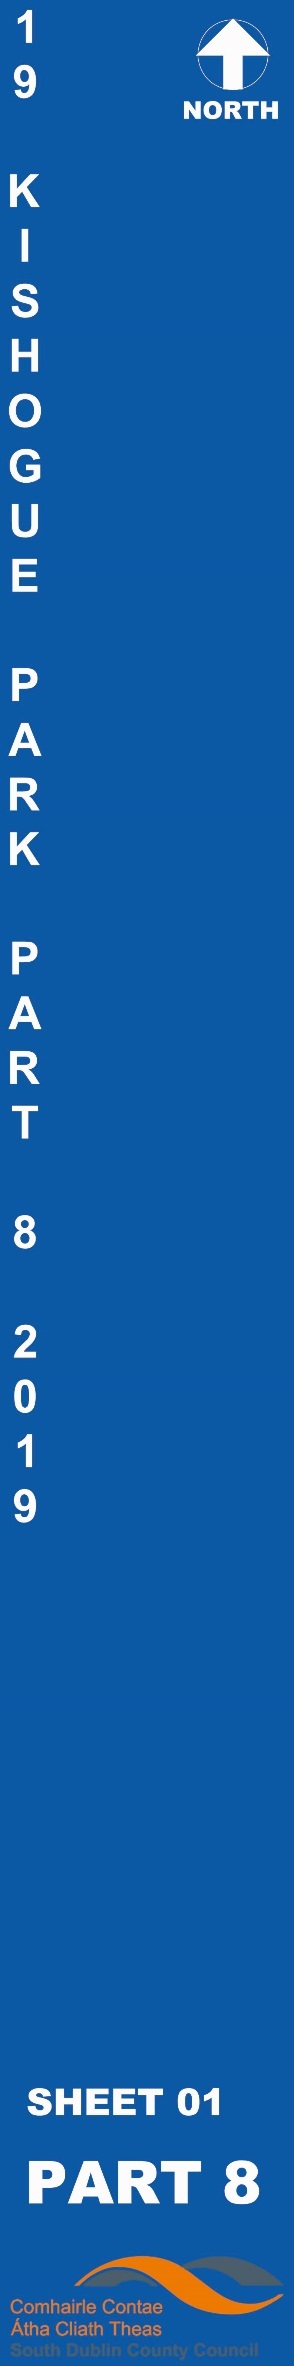 19 KISHOGUE PARK PART 8 2019
NORTH
SHEET 01
PART 8
Comhairle Contae
Átha Cliath Theas
South Dublin County Council